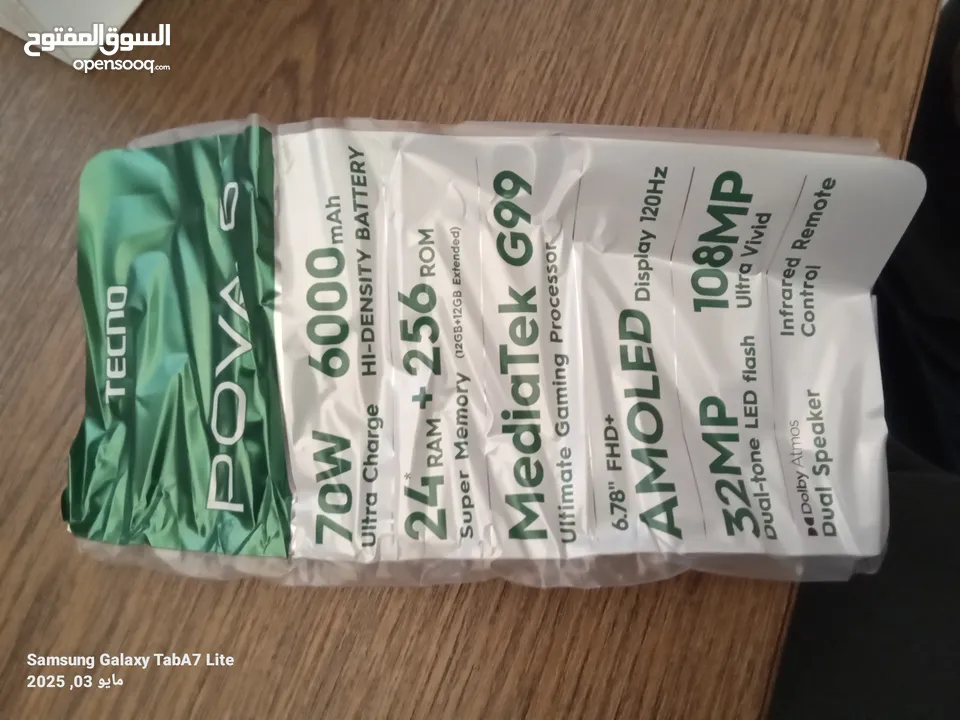 السوق المفتوح
opensooq.com
TECNO
POVA 6
70W 6000mAh
Ultra Charge HI-DENSITY BATTERY
24* RAM + 256 ROM
Super Memory (12GB+12GB Extended)
MediaTek G99
Ultimate Gaming Processor
6.78" FHD+
AMOLED Display 120Hz
32MP 108MP
Dual-tone LED flash Ultra Vivid
Dolby Atmos
Dual Speaker
Infrared Remote
Control
Samsung Galaxy TabA7 Lite
مايو 03, 2025